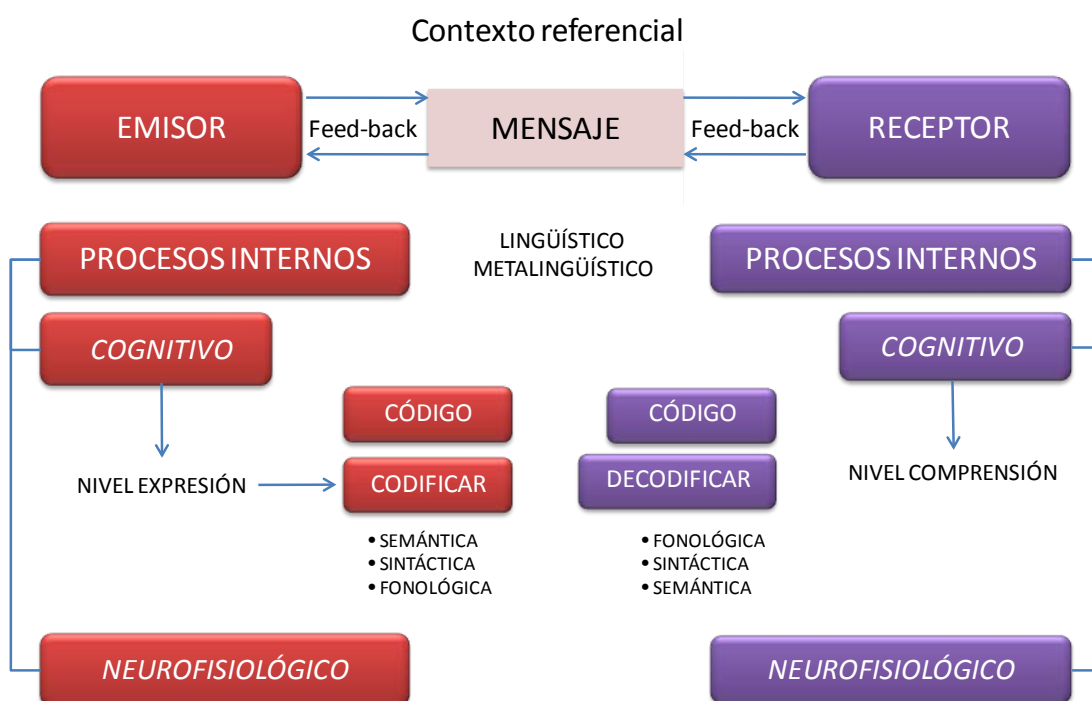 Contexto referencial
EMISOR
Feed-back
MENSAJE
Feed-back
RECEPTOR
PROCESOS INTERNOS
LINGÜÍSTICO
METALINGÜÍSTICO
PROCESOS INTERNOS
COGNITIVO
COGNITIVO
CÓDIGO
CÓDIGO
NIVEL EXPRESIÓN
CODIFICAR
DECODIFICAR
NIVEL COMPRENSIÓN
• SEMÁNTICA
• SINTÁCTICA
• FONOLÓGICA
• FONOLÓGICA
• SINTÁCTICA
• SEMÁNTICA
NEUROFISIOLÓGICO
NEUROFISIOLÓGICO